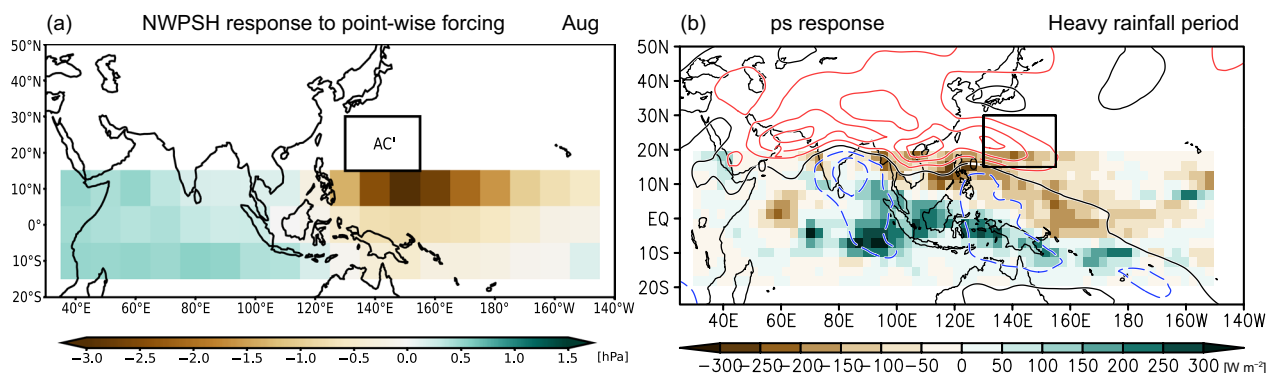 (a) NWPSH response to point-wise forcing Aug
50°N
40°N
30°N
20°N
10°N
0°
10°S
20°S
AC'
40°E 60°E 80°E 100°E 120°E 140°E 160°E 180° 160°W 140°W
−3.0 −2.5 −2.0 −1.5 −1.0 −0.5 0.0 0.5 1.0 1.5 [hPa]
(b) ps response Heavy rainfall period
50N
40N
30N
20N
10N
EQ
10S
20S
40E 60E 80E 100E 120E 140E 160E 180 160W 140W
−300 −250 −200 −150 −100 −50 0 50 100 150 200 250 300 [W m⁻²]